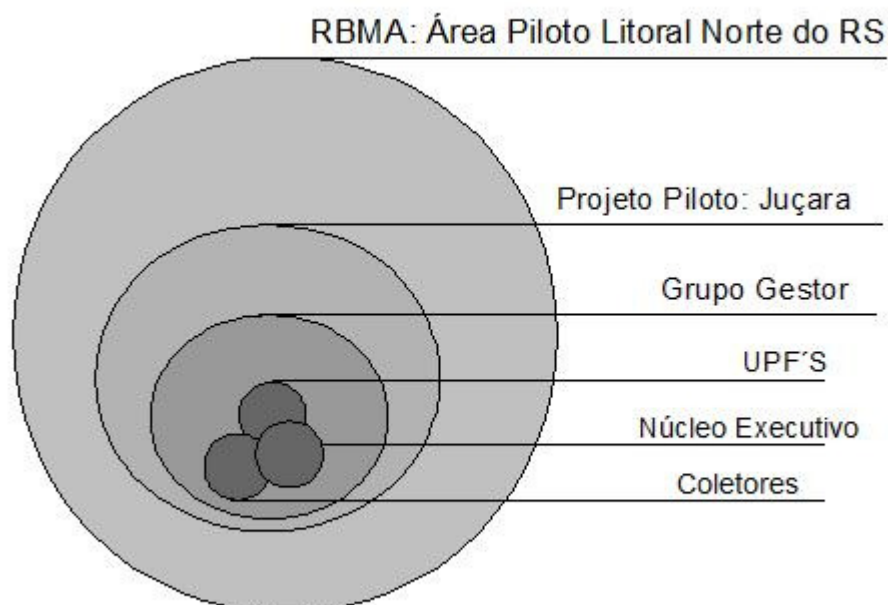 RBMA: Área Piloto Litoral Norte do RS
Projeto Piloto: Juçara
Grupo Gestor
UPF´S
Núcleo Executivo
Coletores